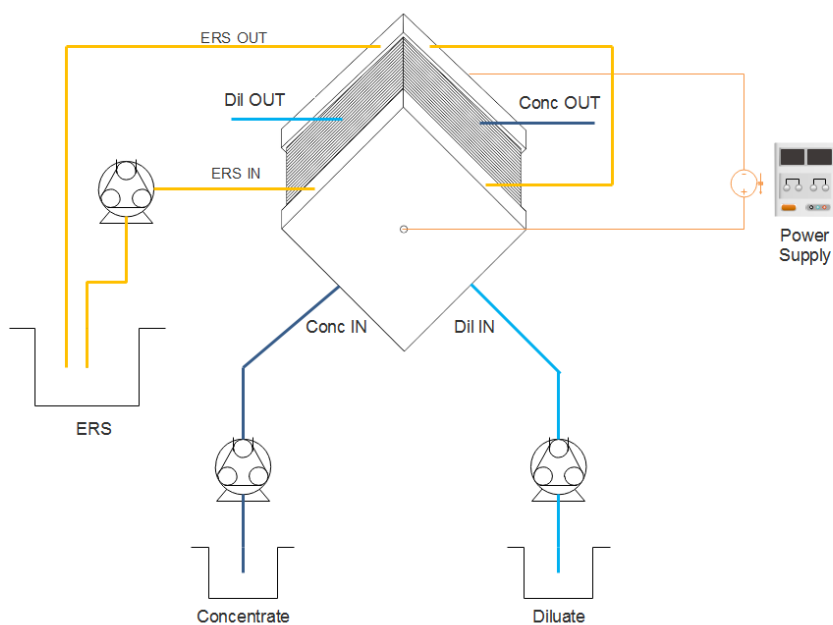 ERS OUT
Dil OUT
Conc OUT
ERS IN
Power
Supply
Conc IN
Dil IN
ERS
Concentrate
Diluate